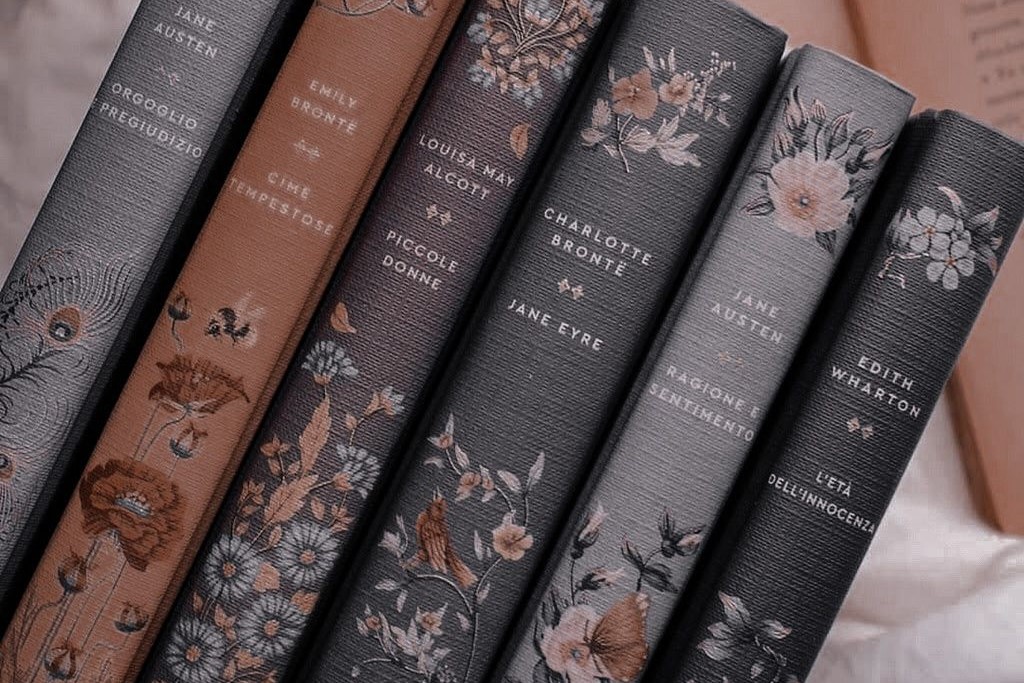 JANE
AUSTEN
ORGOGLIO
PREGIUDIZIO
EMILY
BRONTË
CIME
TEMPESTOSE
LOUISA MAY
ALCOTT
PICCOLE
DONNE
CHARLOTTE
BRONTË
JANE EYRE
JANE
AUSTEN
RAGIONE E
SENTIMENTO
EDITH
WHARTON
L'ETÀ
DELL'INNOCENZA